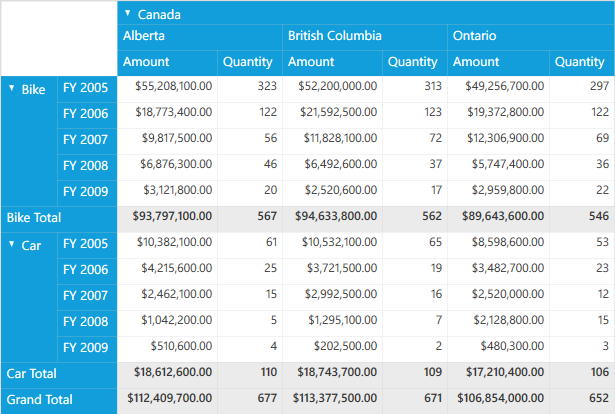 Canada
Alberta British Columbia Ontario
Amount Quantity Amount Quantity Amount Quantity
Bike FY 2005 $55,208,100.00 323 $52,200,000.00 313 $49,256,700.00 297
FY 2006 $18,773,400.00 122 $21,592,500.00 123 $19,372,800.00 122
FY 2007 $9,817,500.00 56 $11,828,100.00 72 $12,306,900.00 69
FY 2008 $6,876,300.00 46 $6,492,600.00 37 $5,747,400.00 36
FY 2009 $3,121,800.00 20 $2,520,600.00 17 $2,959,800.00 22
Bike Total $93,797,100.00 567 $94,633,800.00 562 $89,643,600.00 546
Car FY 2005 $10,382,100.00 61 $10,532,100.00 65 $8,598,600.00 53
FY 2006 $4,215,600.00 25 $3,721,500.00 19 $3,482,700.00 23
FY 2007 $2,462,100.00 15 $2,992,500.00 16 $2,520,000.00 12
FY 2008 $1,042,200.00 5 $1,295,100.00 7 $2,128,800.00 15
FY 2009 $510,600.00 4 $202,500.00 2 $480,300.00 3
Car Total $18,612,600.00 110 $18,743,700.00 109 $17,210,400.00 106
Grand Total $112,409,700.00 677 $113,377,500.00 671 $106,854,000.00 652